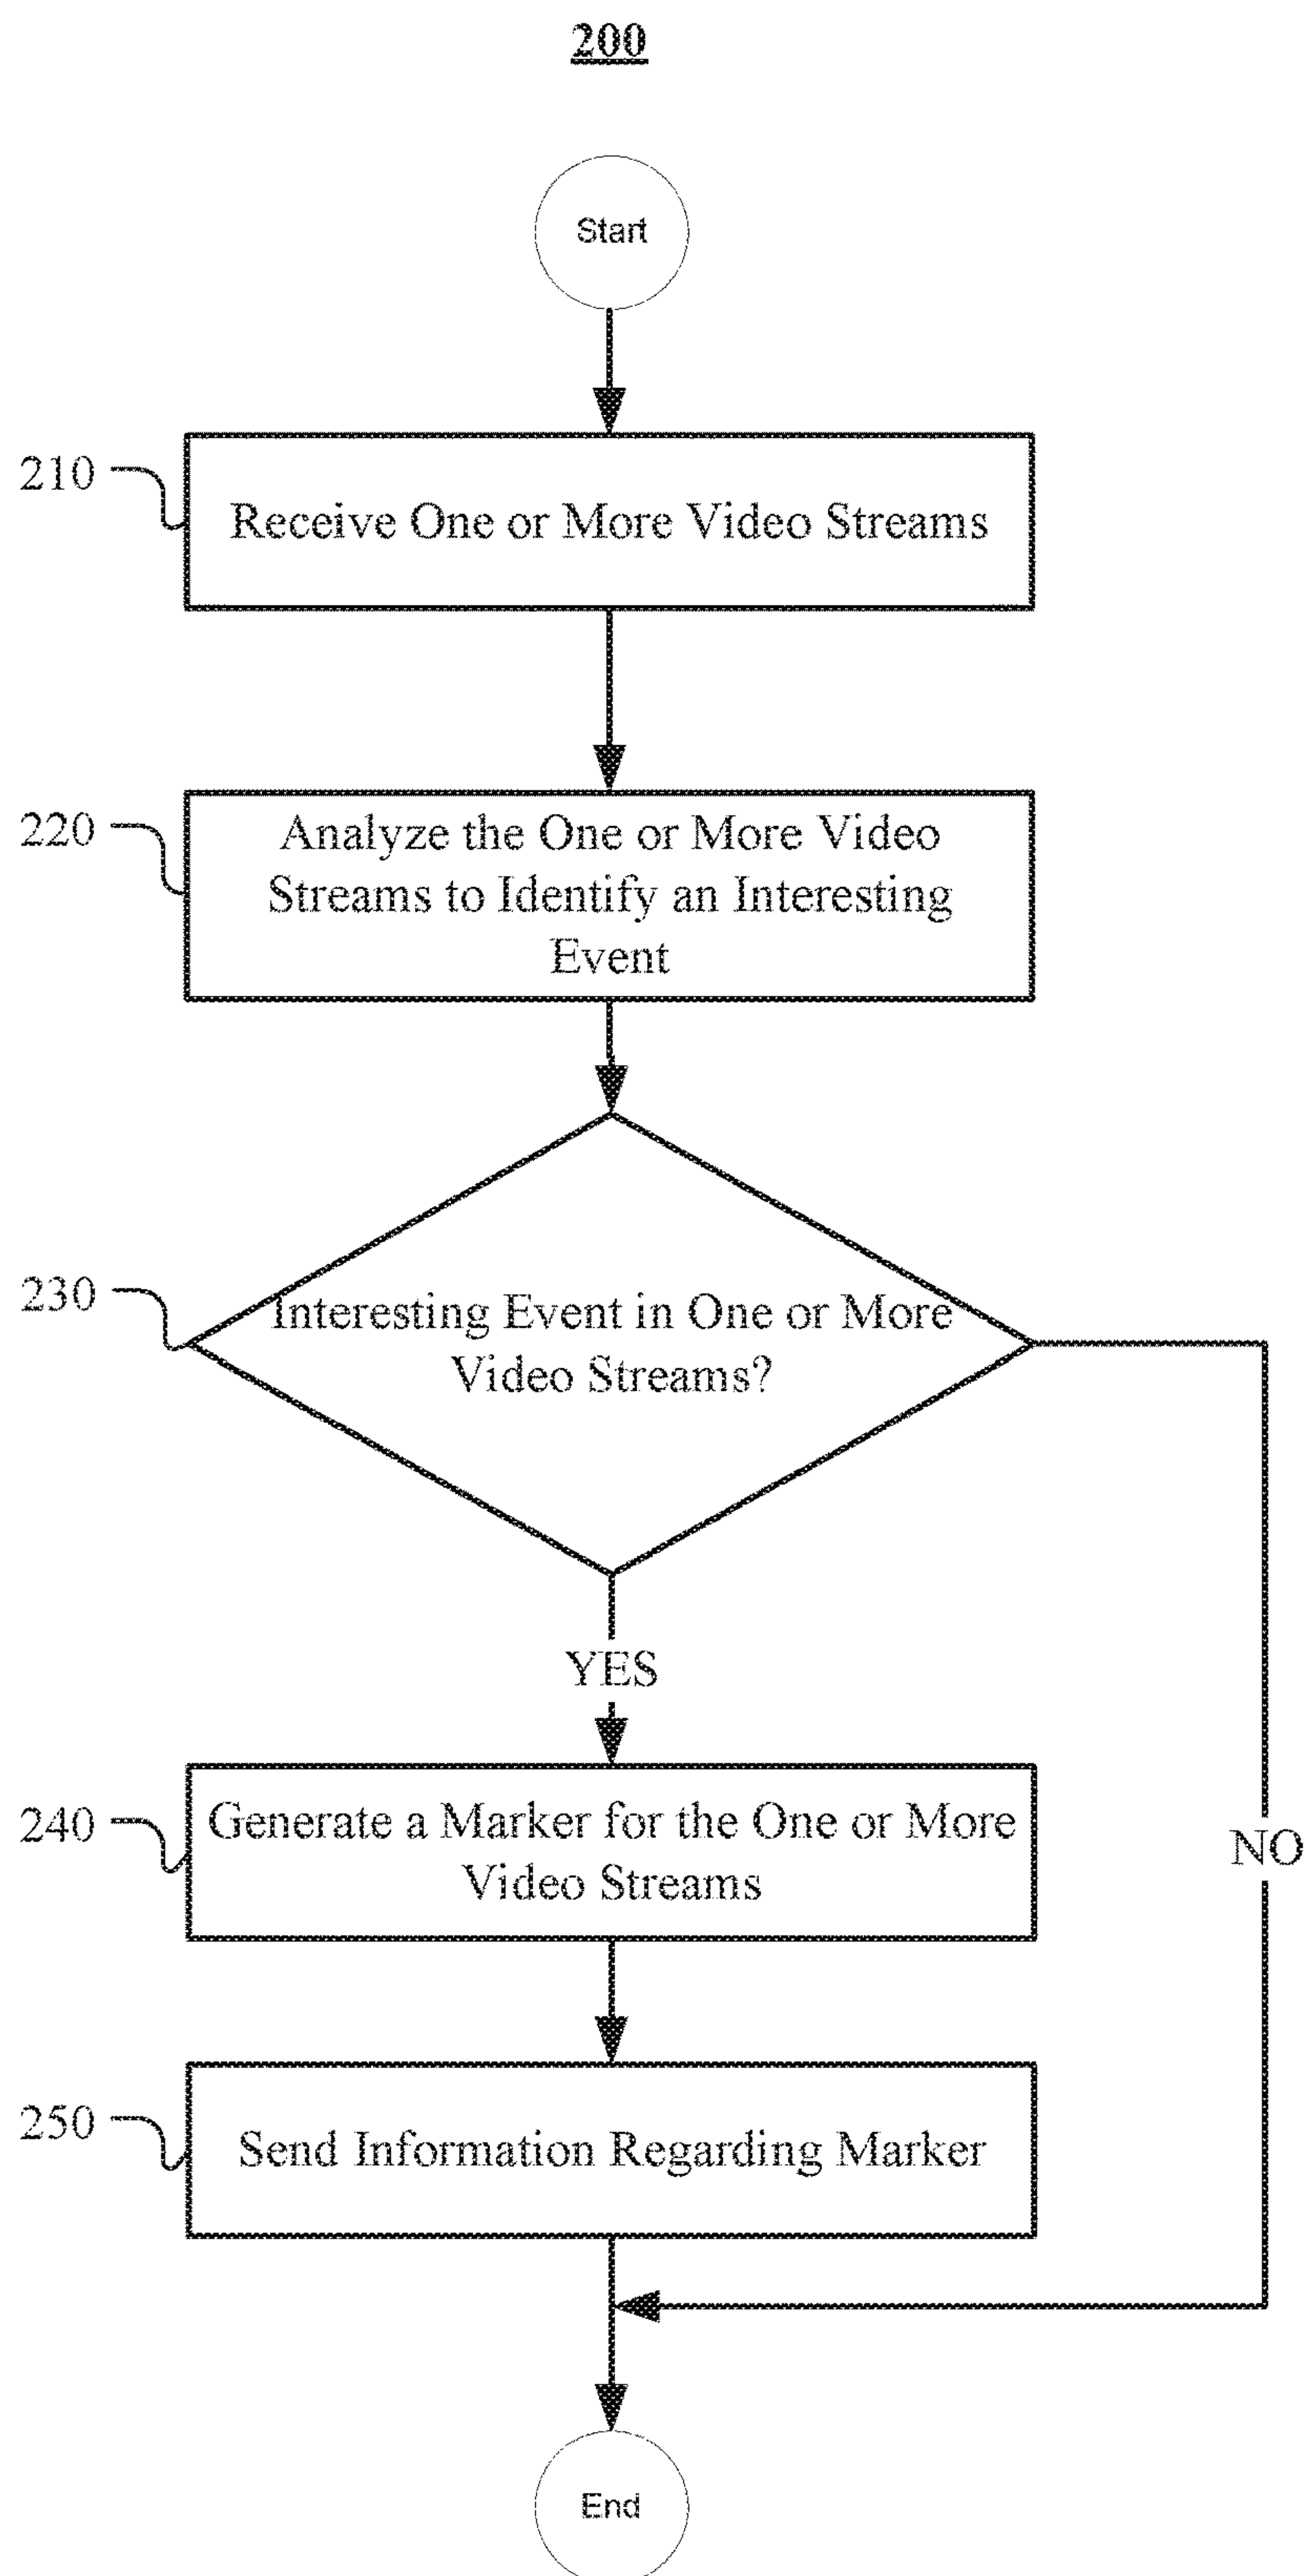 200
Start
210
Receive One or More Video Streams
220
Analyze the One or More Video
Streams to Identify an Interesting
Event
230
Interesting Event in One or More
Video Streams?
YES
240
Generate a Marker for the One or More
Video Streams
NO
250
Send Information Regarding Marker
End